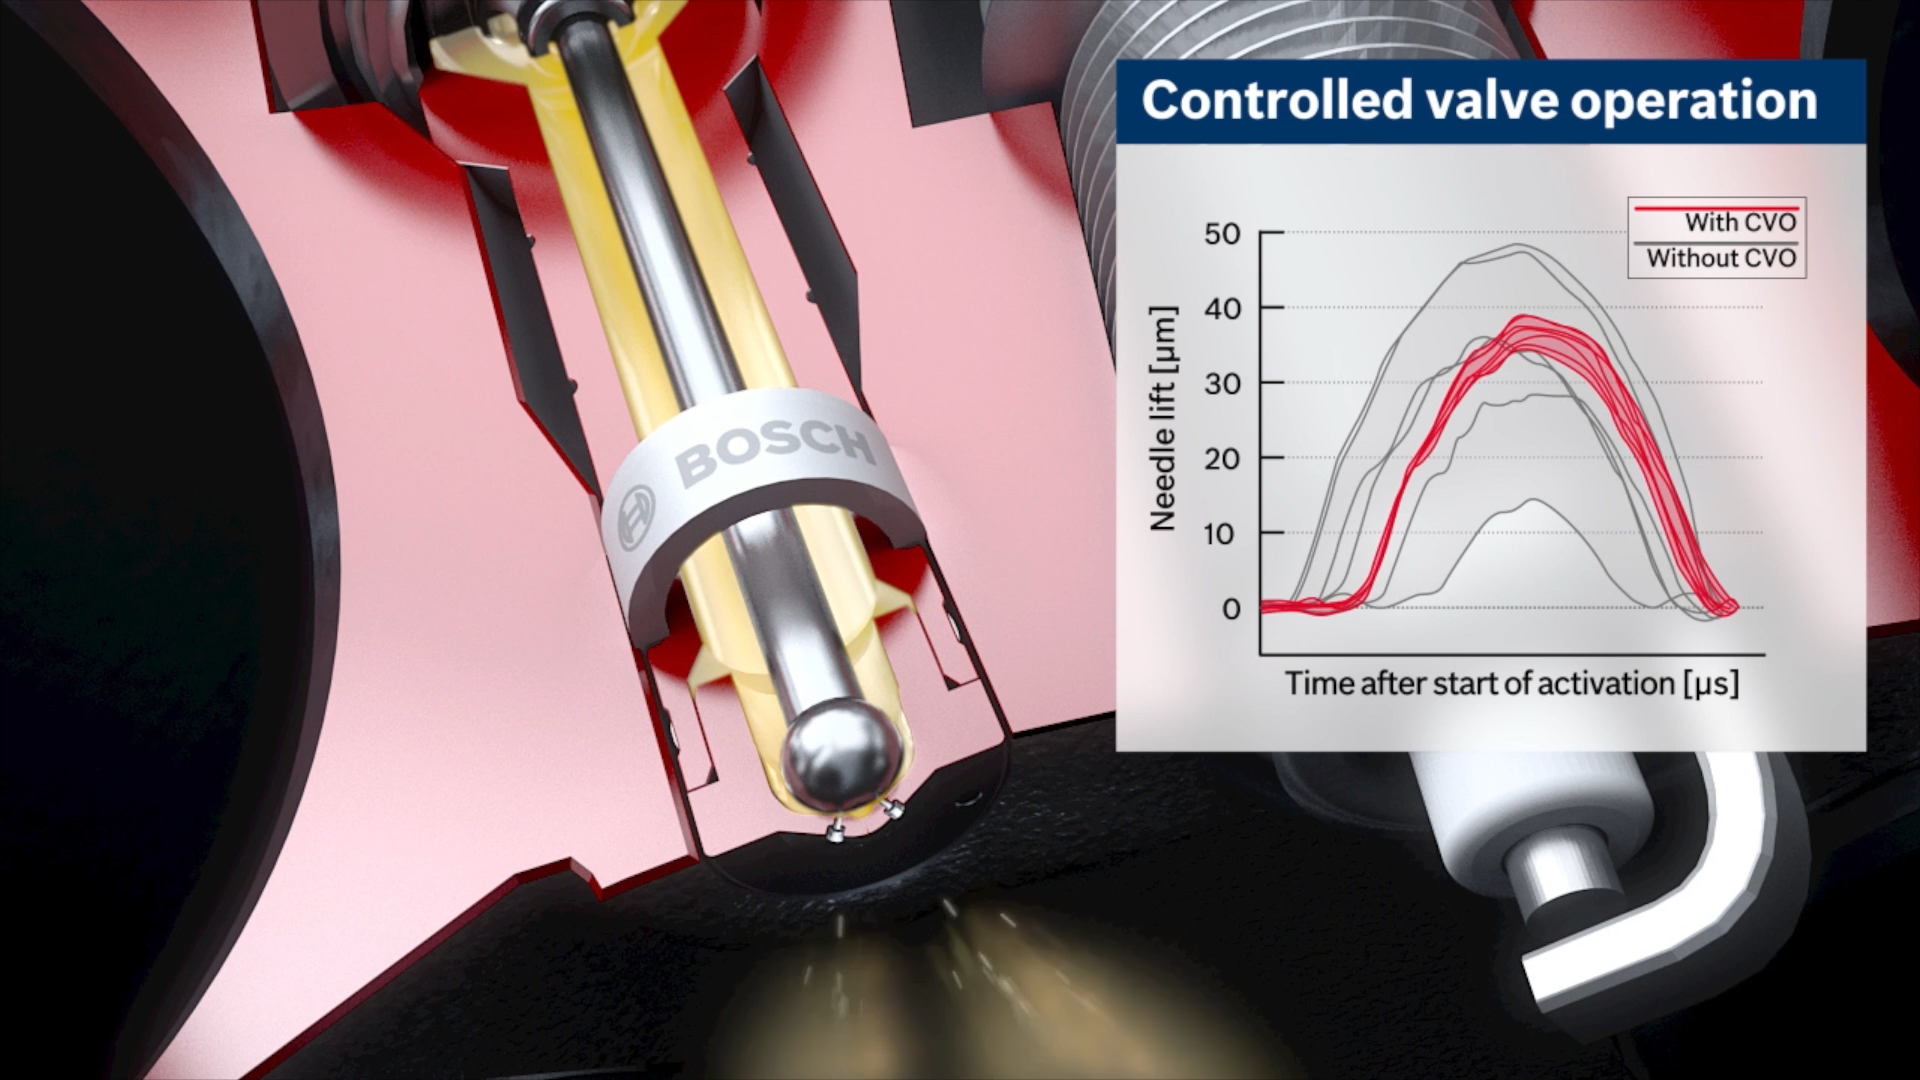 BOSCH
Controlled valve operation
With CVO
Without CVO
50
40
30
20
10
0
Needle lift [µm]
Time after start of activation [µs]